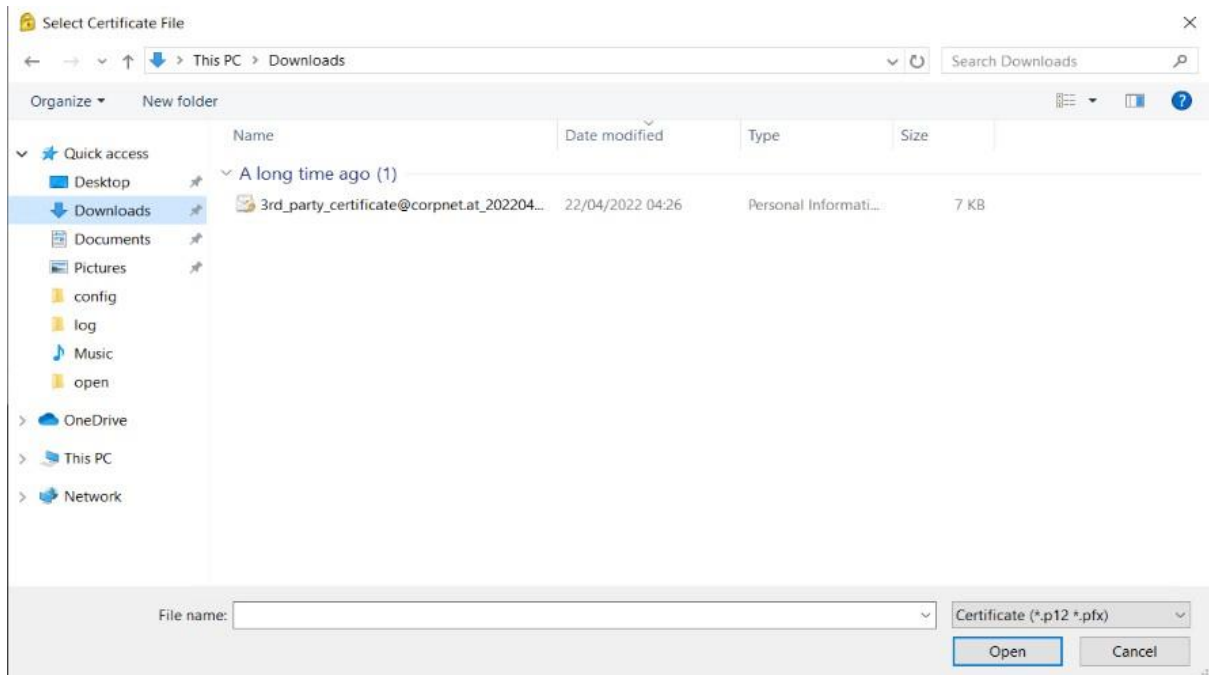 Select Certificate File
This PC > Downloads
Search Downloads
Organize
New folder
Name
Date modified
Type
Size
Quick access
Desktop
Downloads
Documents
Pictures
config
log
Music
open
OneDrive
This PC
Network
A long time ago (1)
3rd_party_certificate@corpnet.at_202204... 22/04/2022 04:26 Personal Informati... 7 KB
File name:
Certificate (*.p12 *.pfx)
Open
Cancel